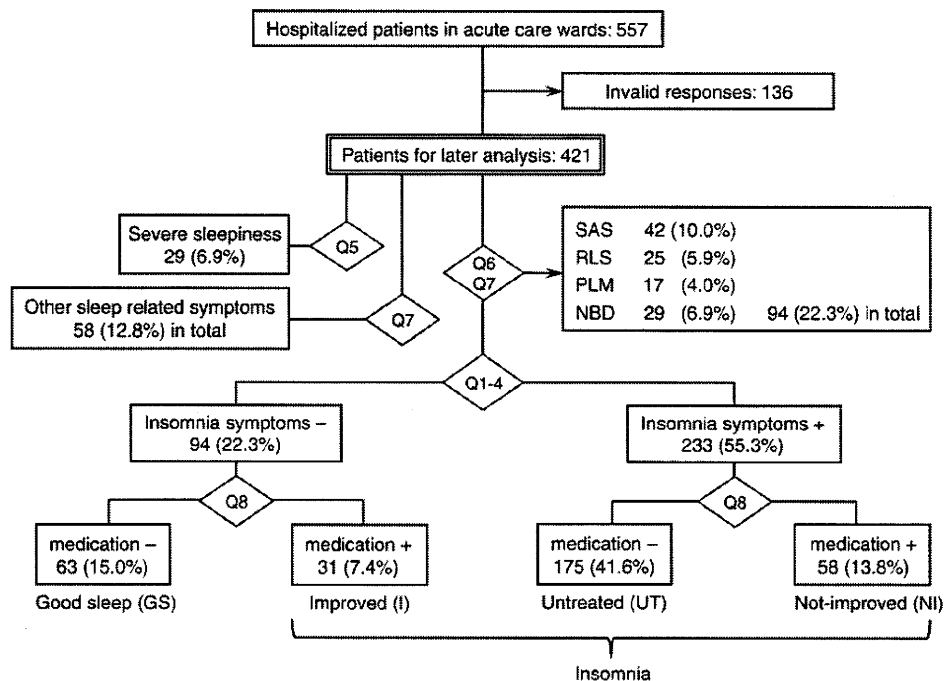 Hospitalized patients in acute care wards: 557
Invalid responses: 136
Patients for later analysis: 421
Severe sleepiness
29 (6.9%)
Q5
Other sleep related symptoms
58 (12.8%) in total
Q7
Q6
Q7
SAS 42 (10.0%)
RLS 25 (5.9%)
PLM 17 (4.0%)
NBD 29 (6.9%) 94 (22.3%) in total
Q1-4
Insomnia symptoms –
94 (22.3%)
Insomnia symptoms +
233 (55.3%)
Q8
Q8
medication –
63 (15.0%)
medication +
31 (7.4%)
medication –
175 (41.6%)
medication +
58 (13.8%)
Good sleep (GS)
Improved (I)
Untreated (UT)
Not-improved (NI)
Insomnia